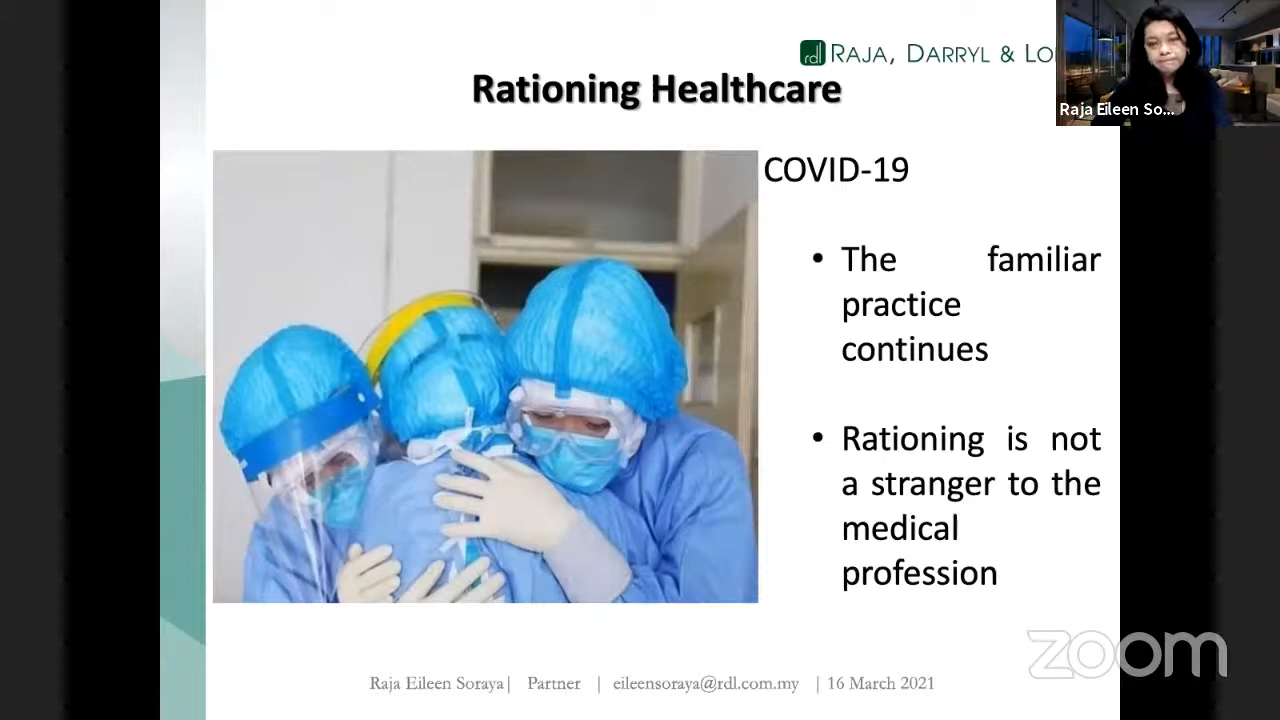 rdl RAJA, DARRYL & LO
Rationing Healthcare
Raja Eileen So...
COVID-19
• The familiar
practice
continues
• Rationing is not
a stranger to the
medical
profession
zoom
Raja Eileen Soraya| Partner | eileensoraya@rdl.com.my | 16 March 2021